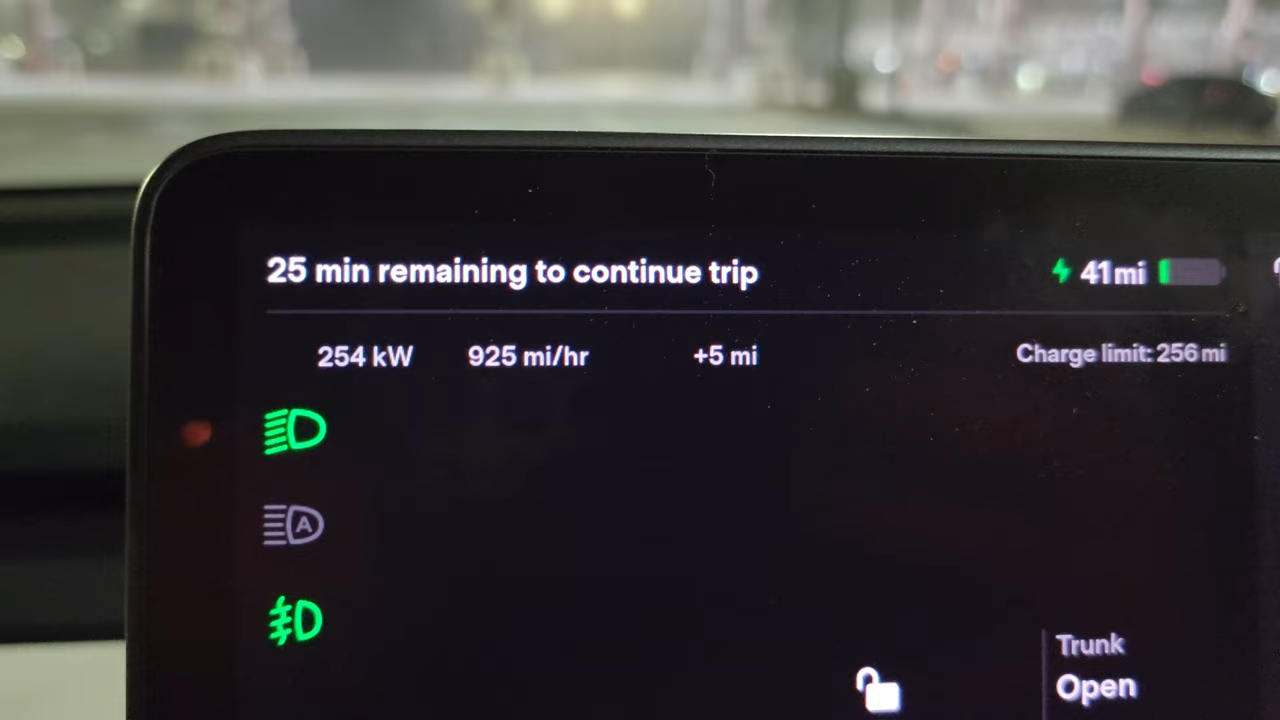 25 min remaining to continue trip
41 mi
254 kW 925 mi/hr +5 mi Charge limit: 256 mi
A
Trunk
Open